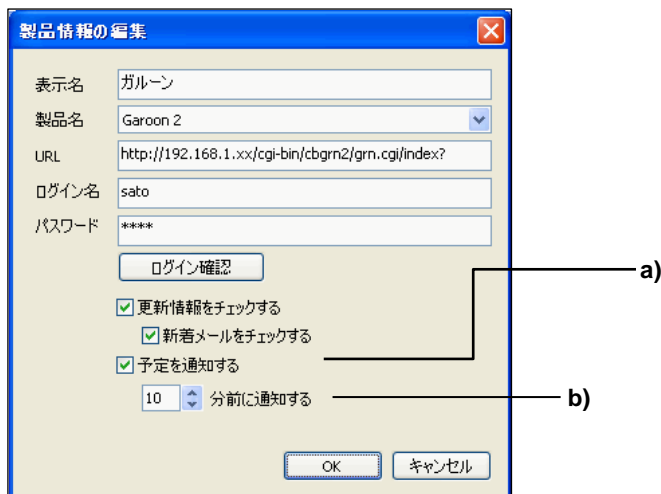 製品情報の編集
表示名 ガルーン
製品名 Garoon 2
URL http://192.168.1.xx/cgi-bin/cbgrn2/grn.cgi/index?
ログイン名 sato
パスワード ****
ログイン確認
a)
更新情報をチェックする
新着メールをチェックする
予定を通知する
10 分前に通知する b)
OK キャンセル